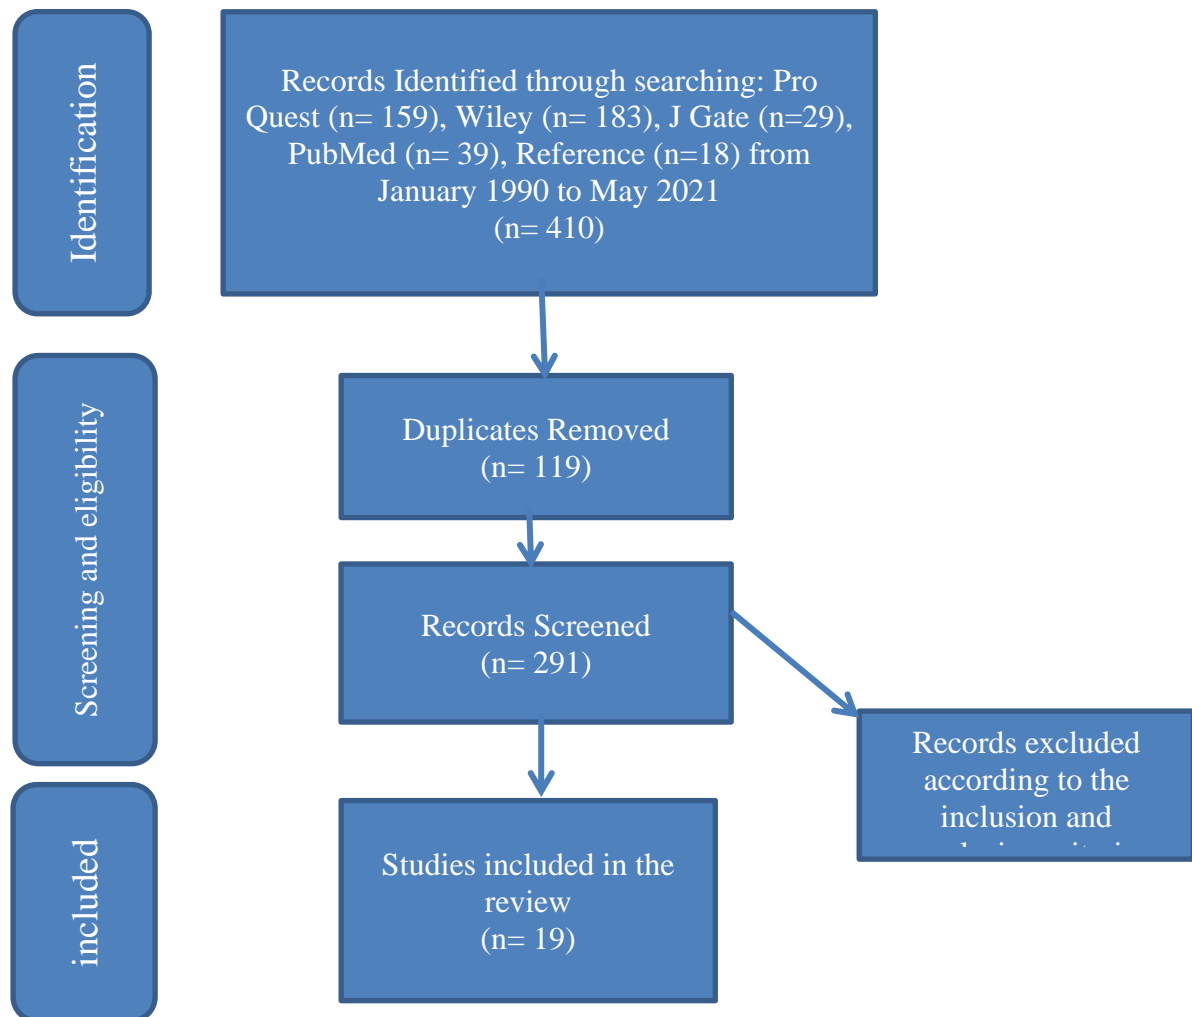 Identification
Records Identified through searching: Pro
Quest (n= 159), Wiley (n= 183), J Gate (n=29),
PubMed (n= 39), Reference (n=18) from
January 1990 to May 2021
(n= 410)
Screening and eligibility
Duplicates Removed
(n= 119)
Records Screened
(n= 291)
Records excluded
according to the
inclusion and
included
Studies included in the
review
(n= 19)